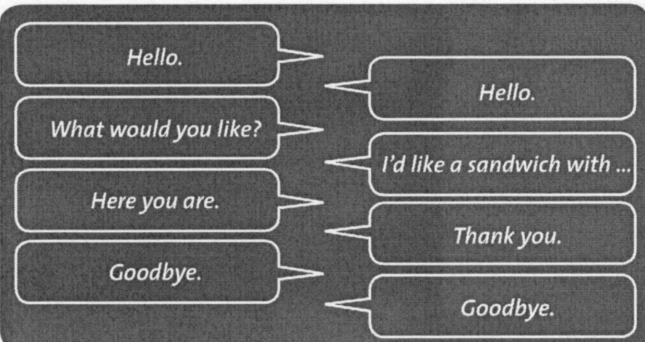 Hello.
Hello.
What would you like?
I'd like a sandwich with ...
Here you are.
Thank you.
Goodbye.
Goodbye.